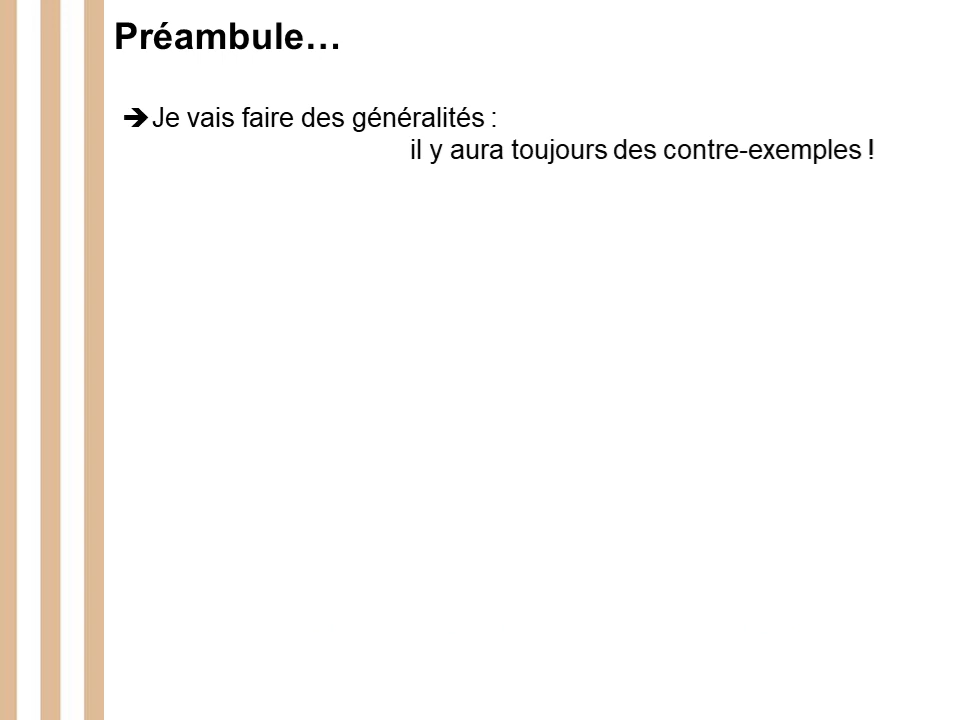 Préambule…
➔Je vais faire des généralités :
il y aura toujours des contre-exemples !